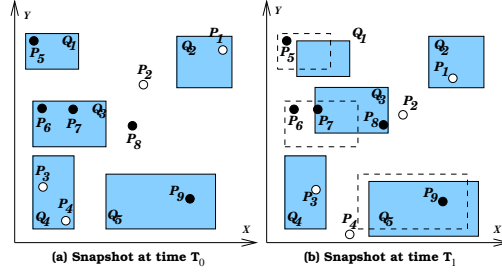 Y
Q1
P5
Q2
P1
P2
P6
P7
Q3
P8
P3
P4
Q4
P9
Q5
X
(a) Snapshot at time T0
Y
Q1
P5
Q2
P1
P6
P7
Q3
P8
P2
P3
Q4
P4
P9
Q5
X
(b) Snapshot at time T1